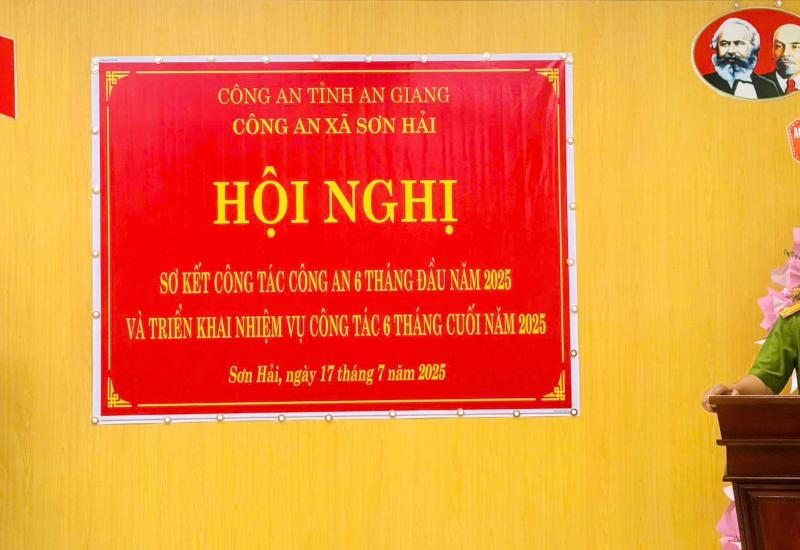 CÔNG AN TỈNH AN GIANG
CÔNG AN XÃ SƠN HẢI
HỘI NGHỊ
SƠ KẾT CÔNG TÁC CÔNG AN 6 THÁNG ĐẦU NĂM 2025
VÀ TRIỂN KHAI NHIỆM VỤ CÔNG TÁC 6 THÁNG CUỐI NĂM 2025
Sơn Hải, ngày 17 tháng 7 năm 2025